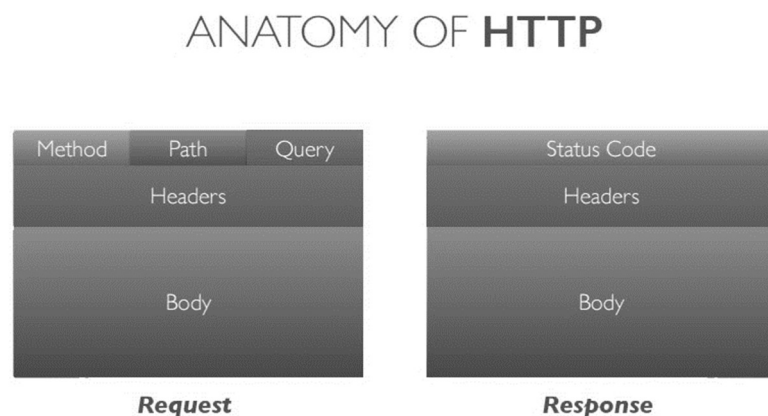 ANATOMY OF HTTP
Method Path Query
Headers
Body
Request
Status Code
Headers
Body
Response